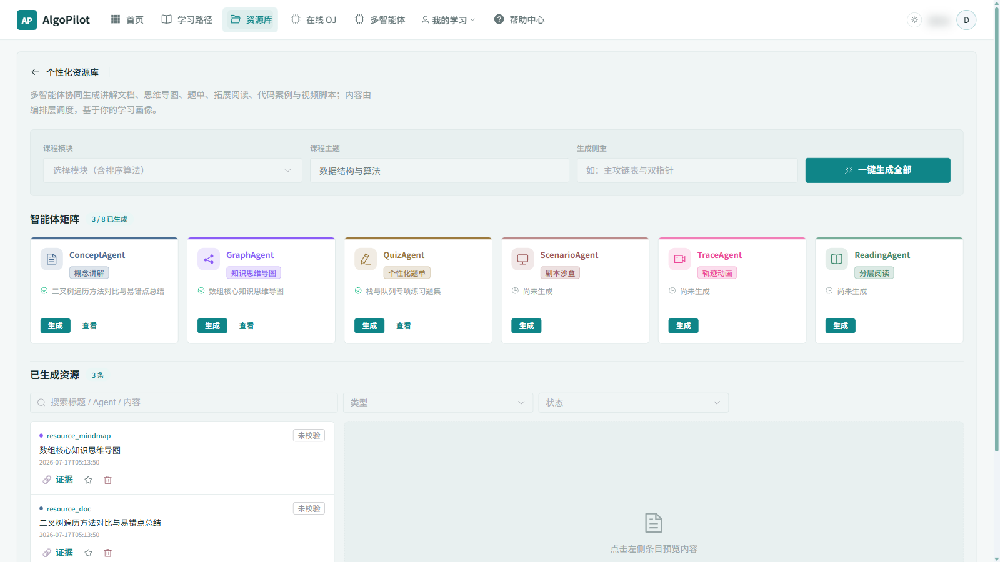 AP AlgoPilot 首页 学习路径 资源库 在线 OJ 多智能体 我的学习 帮助中心 D
个性化资源库
多智能体协同生成讲解文档、思维导图、题单、拓展阅读、代码案例与视频脚本；内容由
编排层调度，基于你的学习画像。
课程模块 课程主题 生成侧重
选择模块（含排序算法） 数据结构与算法 如：主攻链表与双指针 一键生成全部
智能体矩阵 3 / 8 已生成
ConceptAgent
概念讲解
二叉树遍历方法对比与易错点总结
生成 查看
GraphAgent
知识思维导图
数组核心知识思维导图
生成 查看
QuizAgent
个性化题单
栈与队列专项练习题集
生成 查看
ScenarioAgent
剧本沙盒
尚未生成
生成
TraceAgent
轨迹动画
尚未生成
生成
ReadingAgent
分层阅读
尚未生成
生成
已生成资源 3 条
搜索标题 / Agent / 内容 类型 状态
resource_mindmap 未校验
数组核心知识思维导图
2026-07-17T05:13:50
证据
resource_doc 未校验
二叉树遍历方法对比与易错点总结
2026-07-17T05:13:50
证据
点击左侧条目预览内容